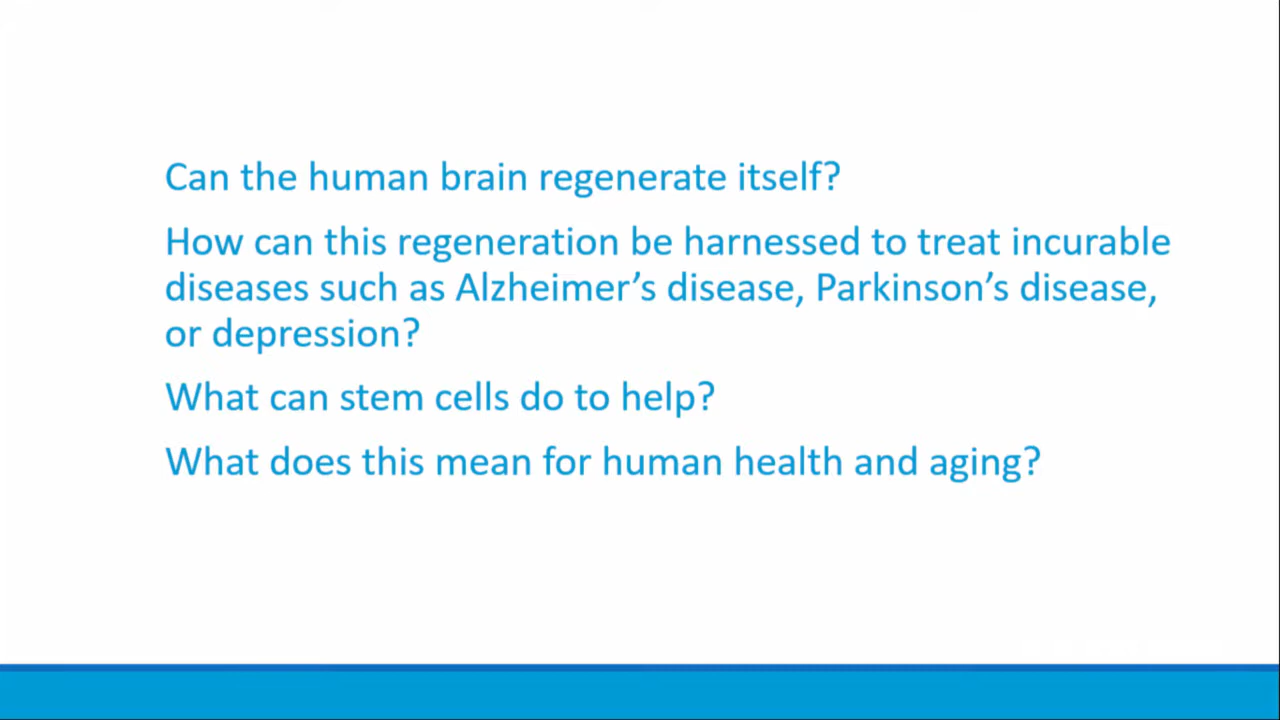 Can the human brain regenerate itself?
How can this regeneration be harnessed to treat incurable
diseases such as Alzheimer’s disease, Parkinson’s disease,
or depression?
What can stem cells do to help?
What does this mean for human health and aging?